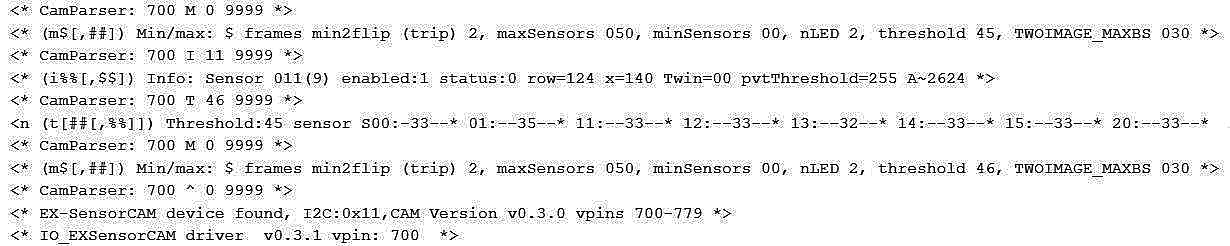 <* CamParser: 700 M 0 9999 *>
<* (m$[,##]) Min/max: $ frames min2flip (trip) 2, maxSensors 050, minSensors 00, nLED 2, threshold 45, TWOIMAGE_MAXBS 030 *>
<* CamParser: 700 I 11 9999 *>
<* (i%%[,$$]) Info: Sensor 011(9) enabled:1 status:0 row=124 x=140 Twin=00 pvtThreshold=255 A~2624 *>
<* CamParser: 700 T 46 9999 *>
<n (t[##[,%%]]) Threshold:45 sensor S00:-33--* 01:--35--* 11:--33--* 12:--33--* 13:--32--* 14:--33--* 15:--33--* 20:--33--*
<* CamParser: 700 M 0 9999 *>
<* (m$[,##]) Min/max: $ frames min2flip (trip) 2, maxSensors 050, minSensors 00, nLED 2, threshold 46, TWOIMAGE_MAXBS 030 *>
<* CamParser: 700 ^ 0 9999 *>
<* EX-SensorCAM device found, I2C:0x11,CAM Version v0.3.0 vpins 700-779 *>
<* IO_EXSensorCAM driver  v0.3.1 vpin: 700  *>